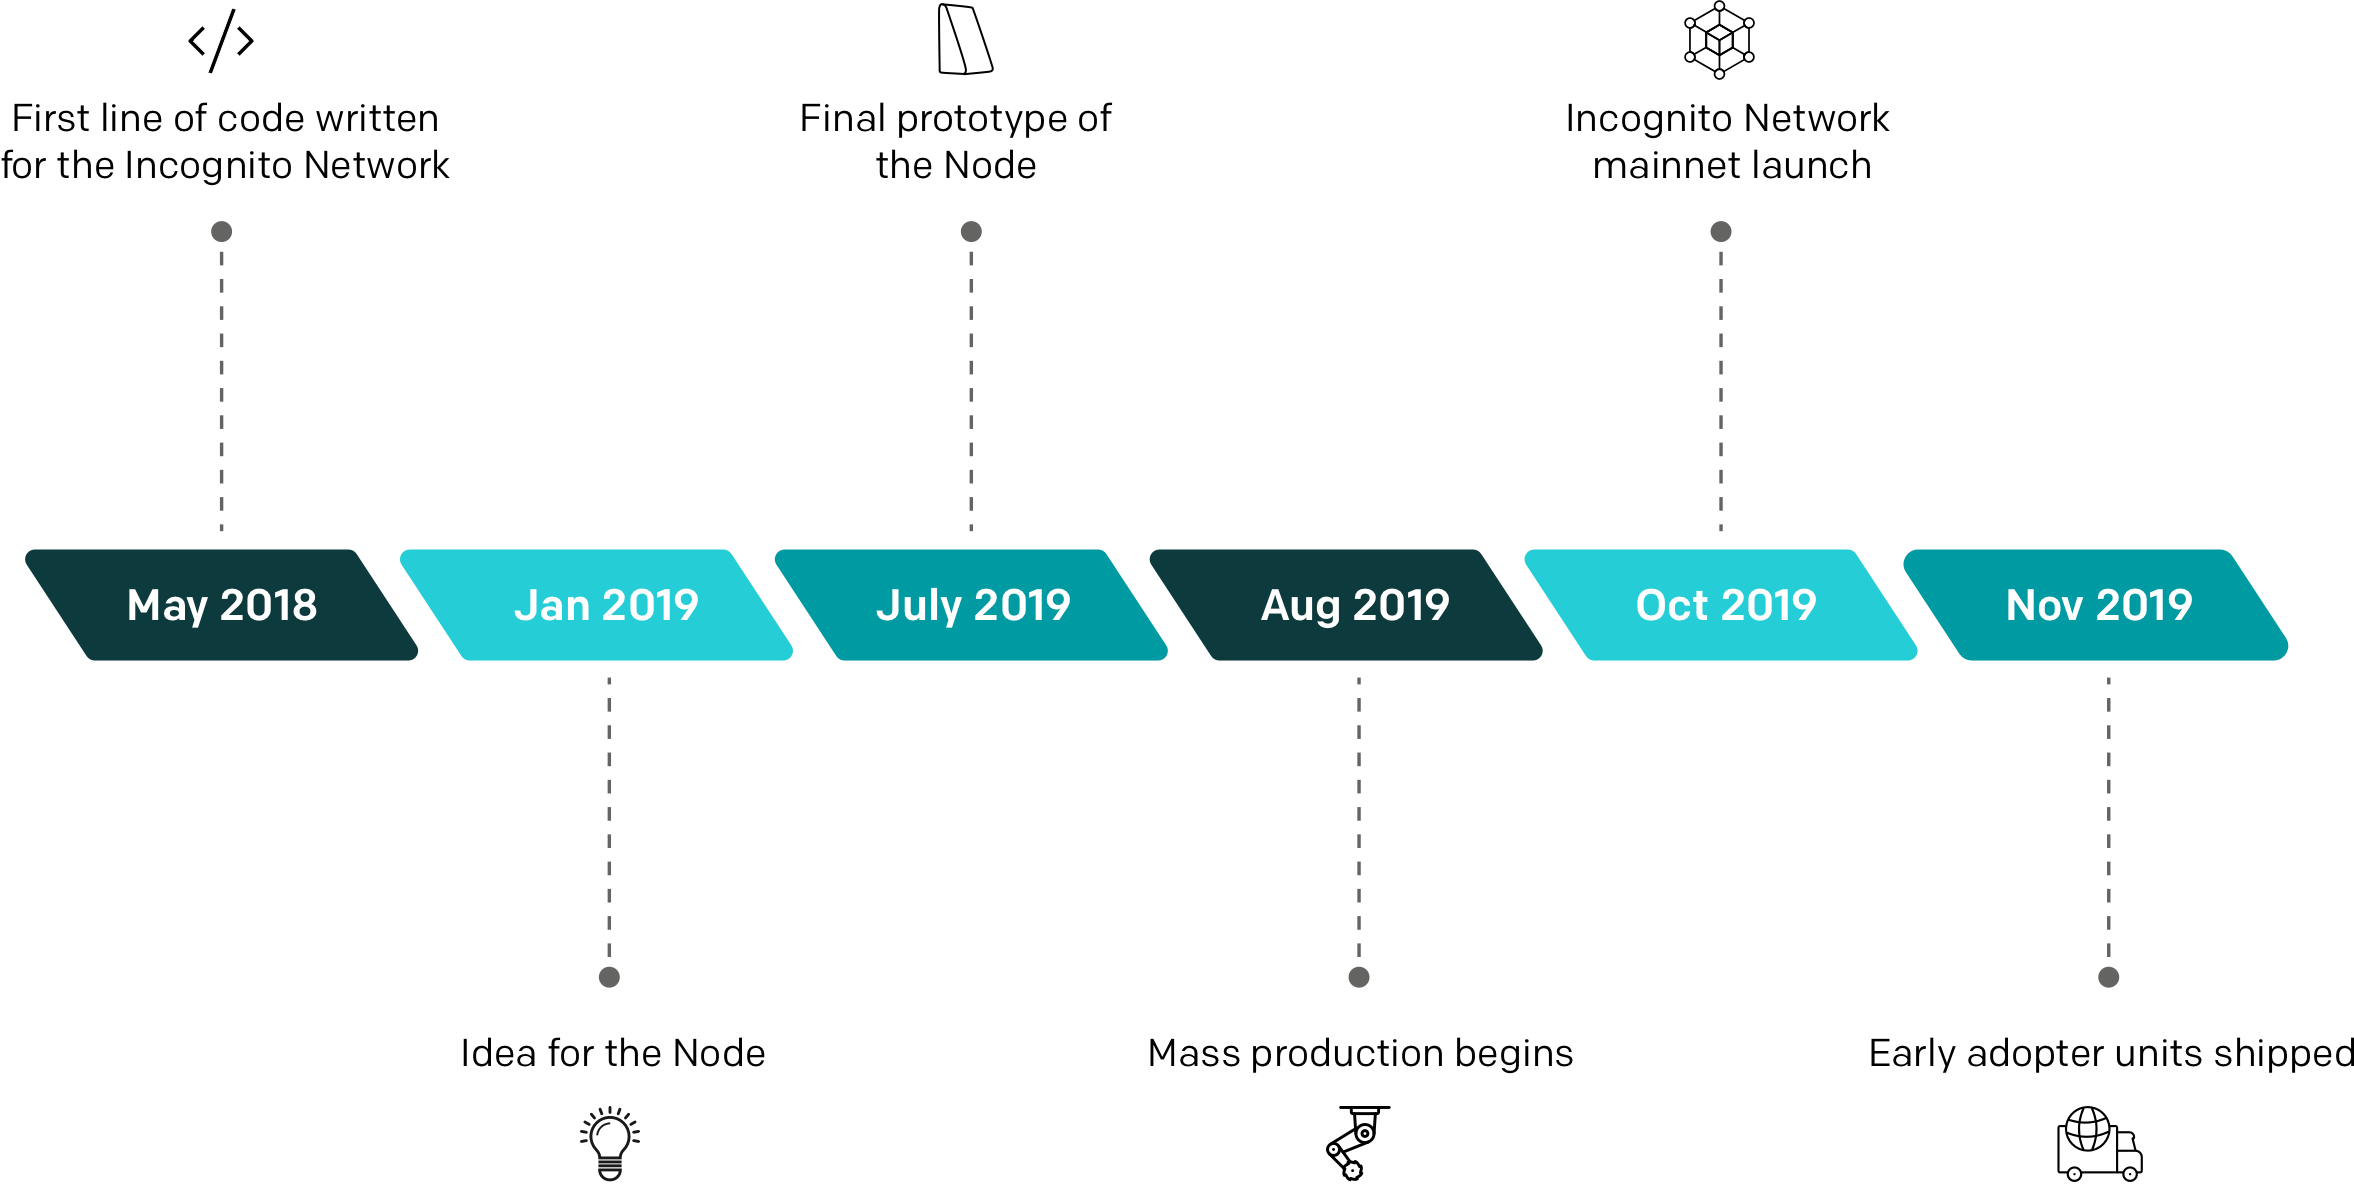 First line of code written
for the Incognito Network
Final prototype of
the Node
Incognito Network
mainnet launch
May 2018
Jan 2019
July 2019
Aug 2019
Oct 2019
Nov 2019
Idea for the Node
Mass production begins
Early adopter units shipped